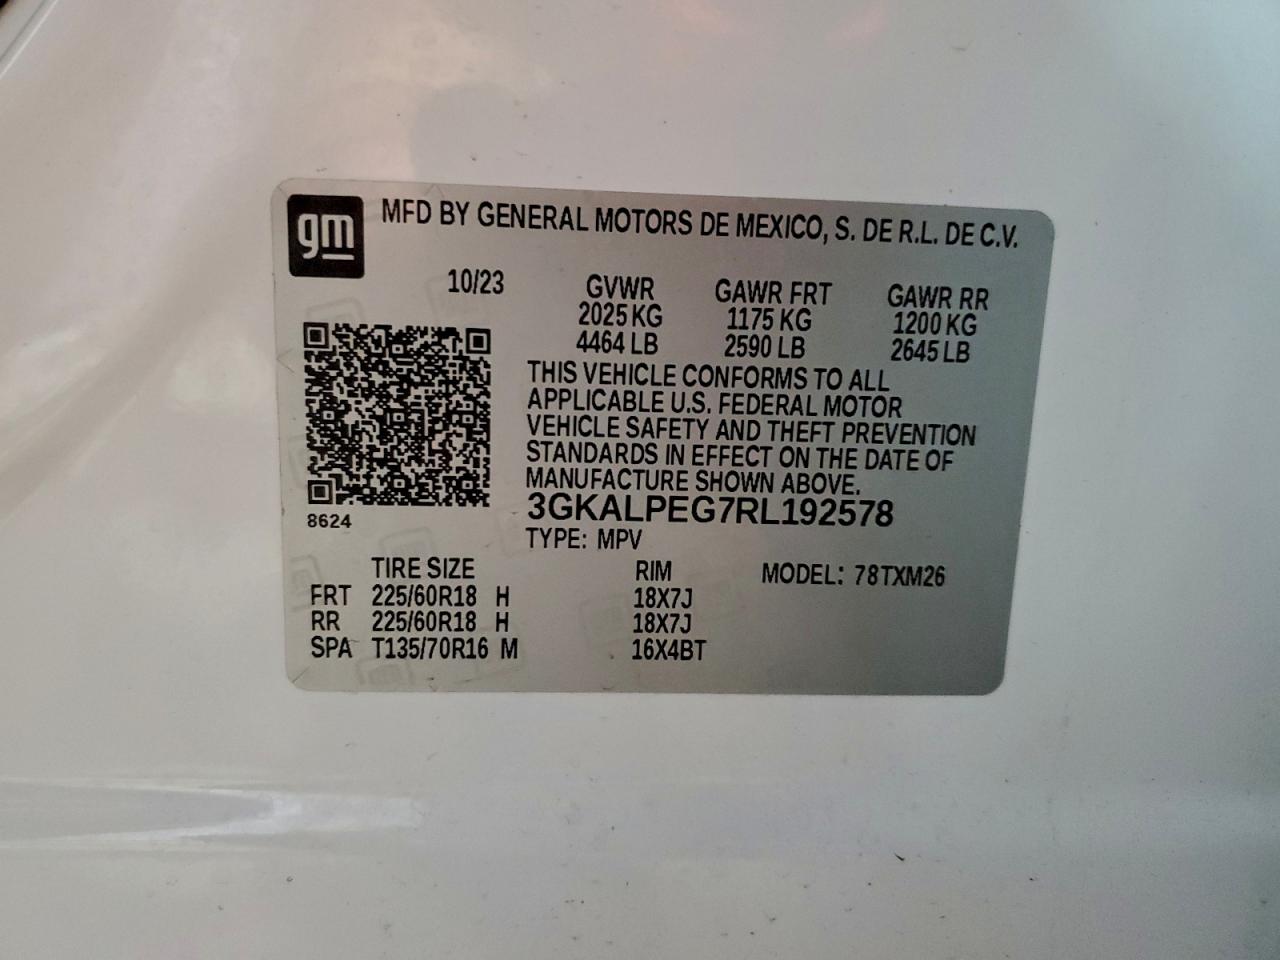 gm
MFD BY GENERAL MOTORS DE MEXICO, S. DE R.L. DE C.V.
10/23 GVWR GAWR FRT GAWR RR
2025 KG 1175 KG 1200 KG
4464 LB 2590 LB 2645 LB
THIS VEHICLE CONFORMS TO ALL
APPLICABLE U.S. FEDERAL MOTOR
VEHICLE SAFETY AND THEFT PREVENTION
STANDARDS IN EFFECT ON THE DATE OF
MANUFACTURE SHOWN ABOVE.
3GKALPEG7RL192578
8624
TYPE: MPV
TIRE SIZE RIM MODEL: 78TXM26
FRT 225/60R18 H 18X7J
RR 225/60R18 H 18X7J
SPA T135/70R16 M 16X4BT